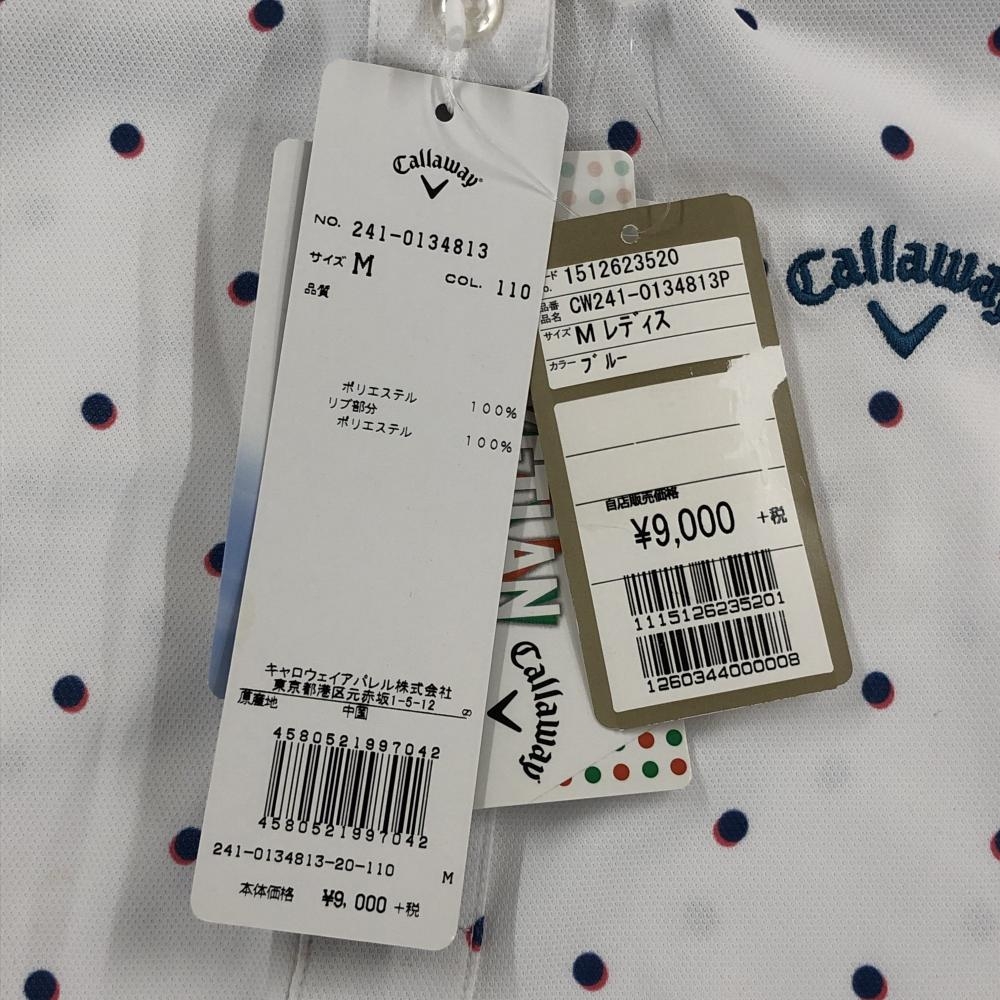 Callaway
NO. 241-0134813
サイズ M COL. 110
品質
ポリエステル 100%
リブ部分
ポリエステル 100%
キャロウェイアパレル株式会社
東京都港区元赤坂1-5-12
原産地 中国
4580521997042
4580521997042
241-0134813-20-110 M
本体価格 ¥9,000 +税
1512623520
品番 CW241-0134813P
品名
サイズ M レディス
カラー ブルー
自店販売価格
¥9,000 +税
1115126235201
1260344000008
Callaway
Callaway